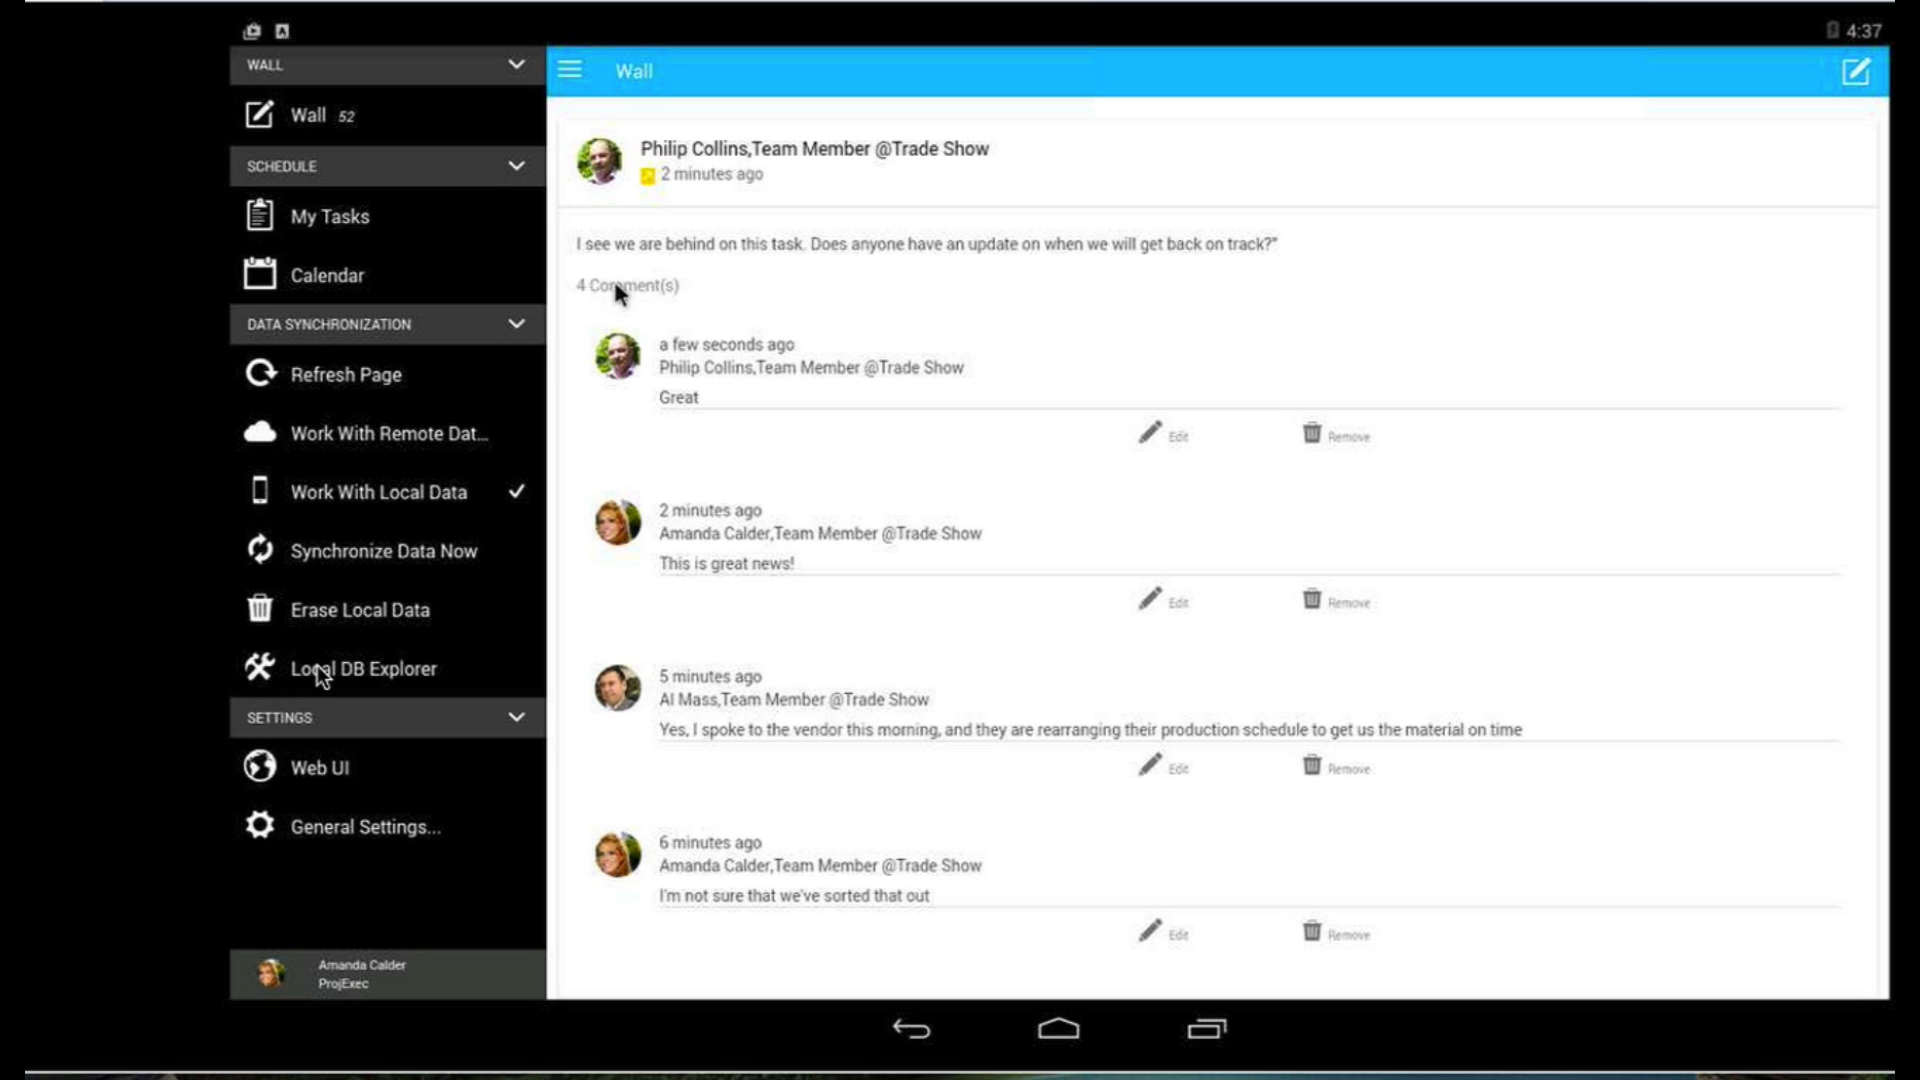 4:37
WALL
Wall 52
SCHEDULE
My Tasks
Calendar
DATA SYNCHRONIZATION
Refresh Page
Work With Remote Dat...
Work With Local Data
Synchronize Data Now
Erase Local Data
Local DB Explorer
SETTINGS
Web UI
General Settings...
Amanda Calder
ProjExec
Wall
Philip Collins,Team Member @Trade Show
2 minutes ago
I see we are behind on this task. Does anyone have an update on when we will get back on track?"
4 Comment(s)
a few seconds ago
Philip Collins,Team Member @Trade Show
Great
Edit Remove
2 minutes ago
Amanda Calder,Team Member @Trade Show
This is great news!
Edit Remove
5 minutes ago
Al Mass,Team Member @Trade Show
Yes, I spoke to the vendor this morning, and they are rearranging their production schedule to get us the material on time
Edit Remove
6 minutes ago
Amanda Calder,Team Member @Trade Show
I'm not sure that we've sorted that out
Edit Remove